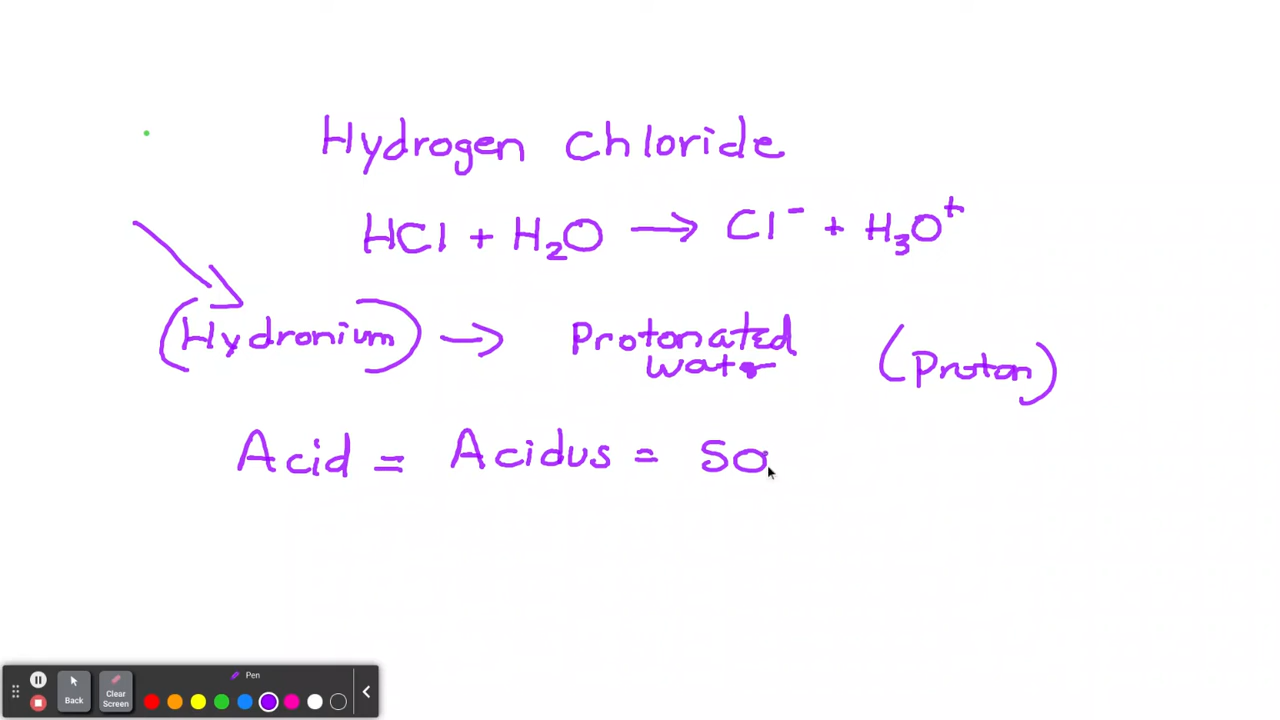 Hydrogen Chloride
HCl + H₂O → Cl⁻ + H₃O⁺
(Hydronium) → Protonated (Proton)
water
Acid = Acidus = so
Pen
Back
Clear
Screen